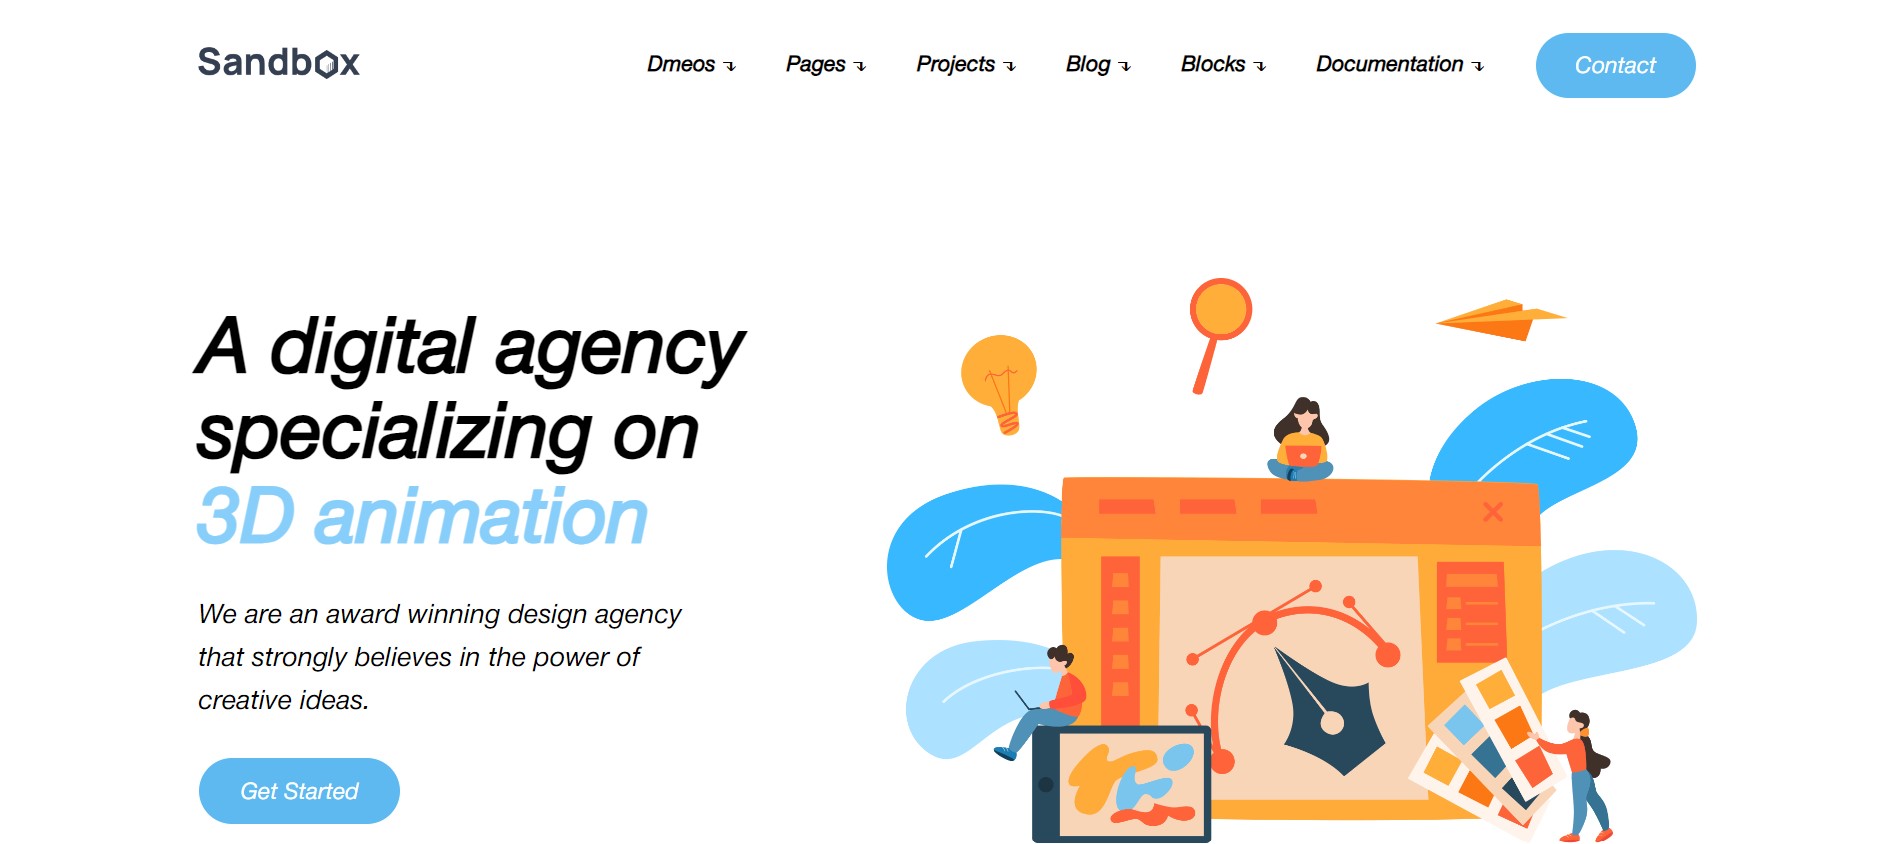 Sandbox
Dmeos Pages Projects Blog Blocks Documentation Contact
A digital agency
specializing on
3D animation
We are an award winning design agency
that strongly believes in the power of
creative ideas.
Get Started